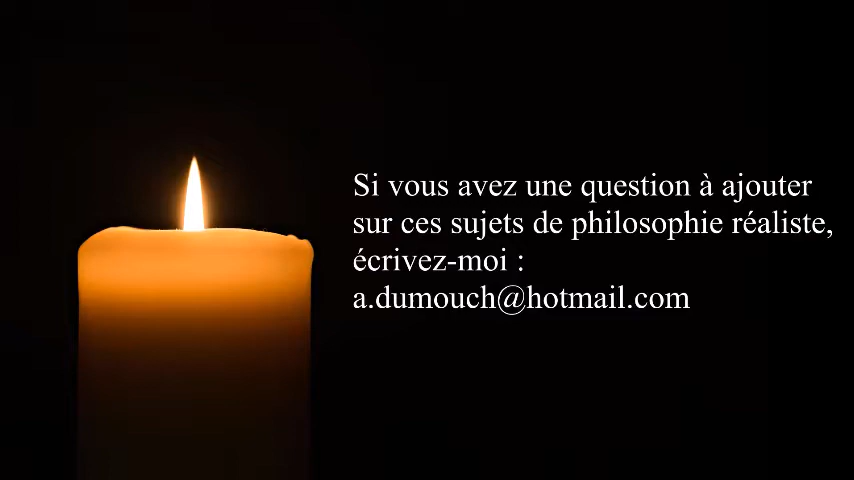 Si vous avez une question à ajouter
sur ces sujets de philosophie réaliste,
écrivez-moi :
a.dumouch@hotmail.com